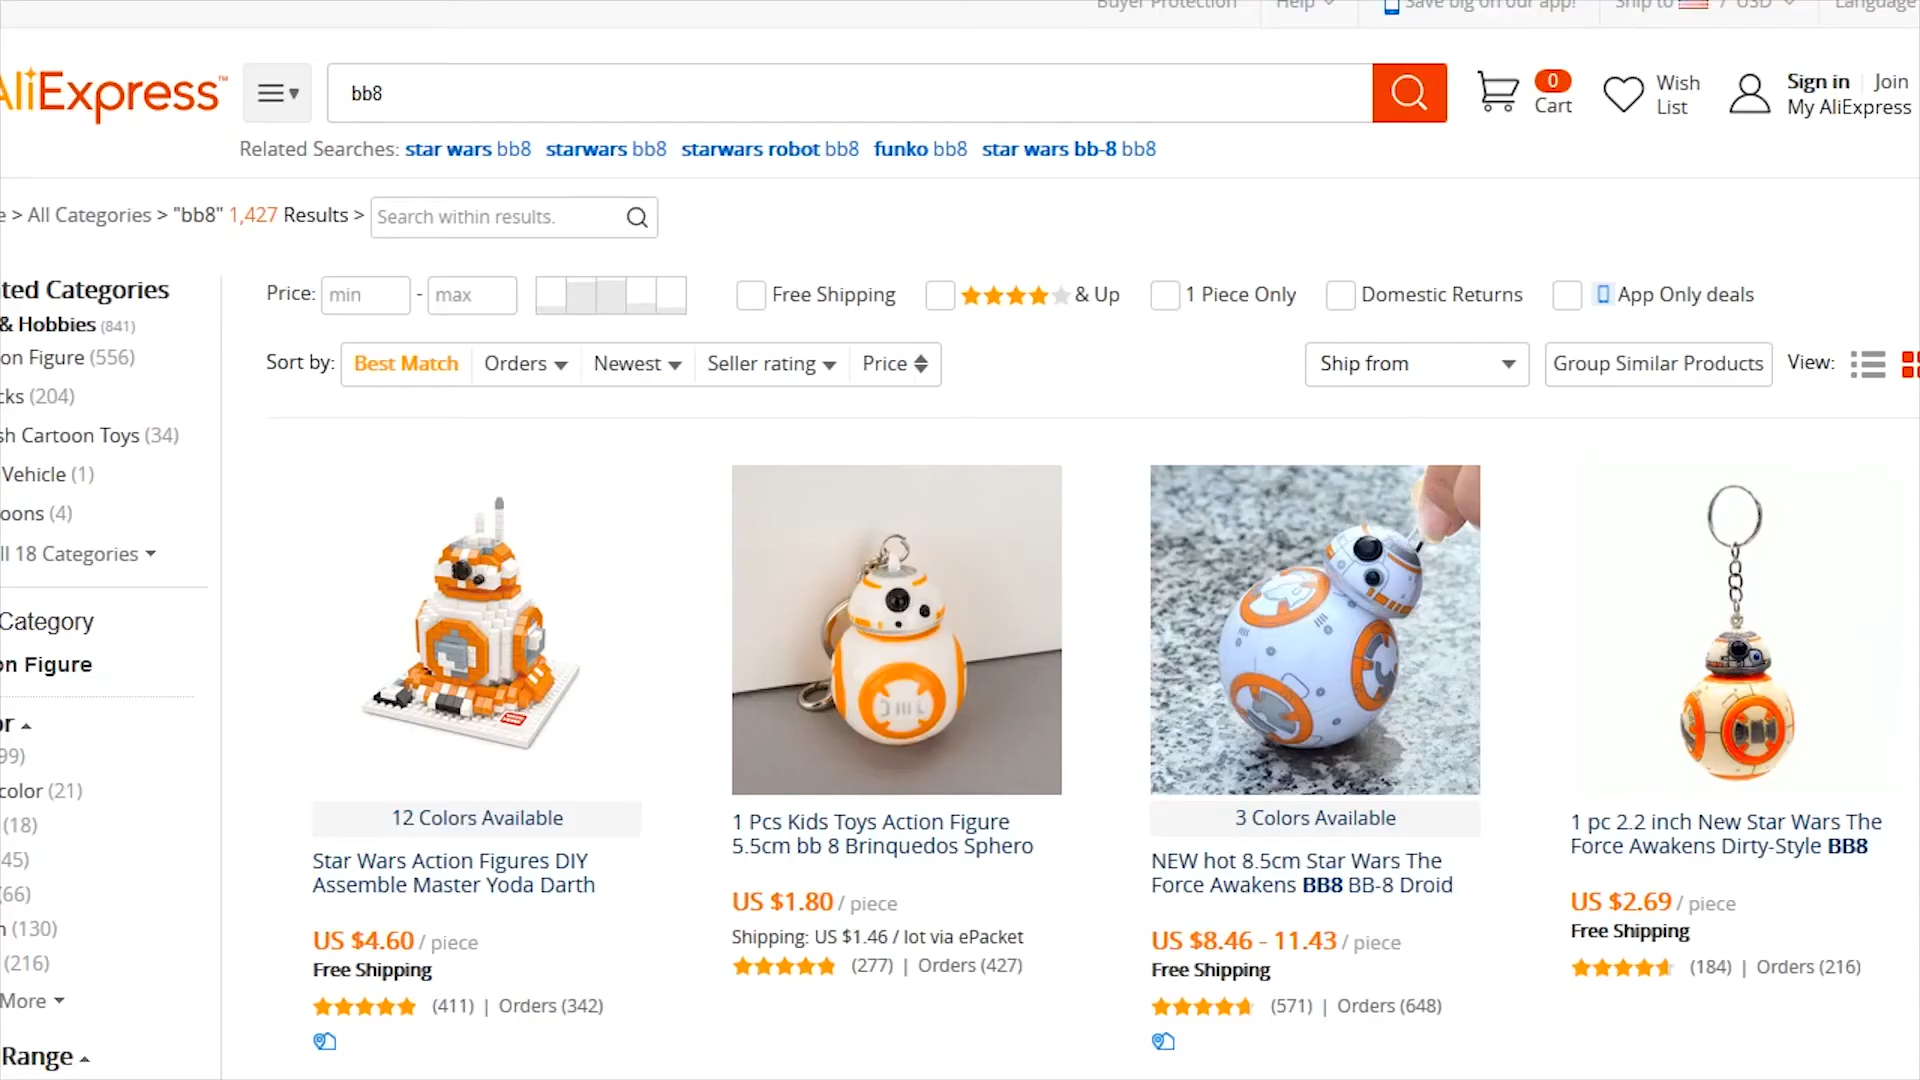 Buyer Protection Help Save big on our app! Ship to / USD Language
AliExpress™
bb8
0
Cart
Wish
List
Sign in | Join
My AliExpress
Related Searches: star wars bb8 starwars bb8 starwars robot bb8 funko bb8 star wars bb-8 bb8
e > All Categories > "bb8" 1,427 Results > Search within results.
ted Categories
& Hobbies (841)
on Figure (556)
cks (204)
sh Cartoon Toys (34)
Vehicle (1)
oons (4)
ll 18 Categories
Category
on Figure
or
99)
color (21)
(18)
45)
(66)
n (130)
(216)
More
Range
Price: min - max Free Shipping & Up 1 Piece Only Domestic Returns App Only deals
Sort by: Best Match Orders Newest Seller rating Price Ship from Group Similar Products View:
12 Colors Available
Star Wars Action Figures DIY
Assemble Master Yoda Darth
US $4.60 / piece
Free Shipping
(411) | Orders (342)
1 Pcs Kids Toys Action Figure
5.5cm bb 8 Brinquedos Sphero
US $1.80 / piece
Shipping: US $1.46 / lot via ePacket
(277) | Orders (427)
3 Colors Available
NEW hot 8.5cm Star Wars The
Force Awakens BB8 BB-8 Droid
US $8.46 - 11.43 / piece
Free Shipping
(571) | Orders (648)
1 pc 2.2 inch New Star Wars The
Force Awakens Dirty-Style BB8
US $2.69 / piece
Free Shipping
(184) | Orders (216)